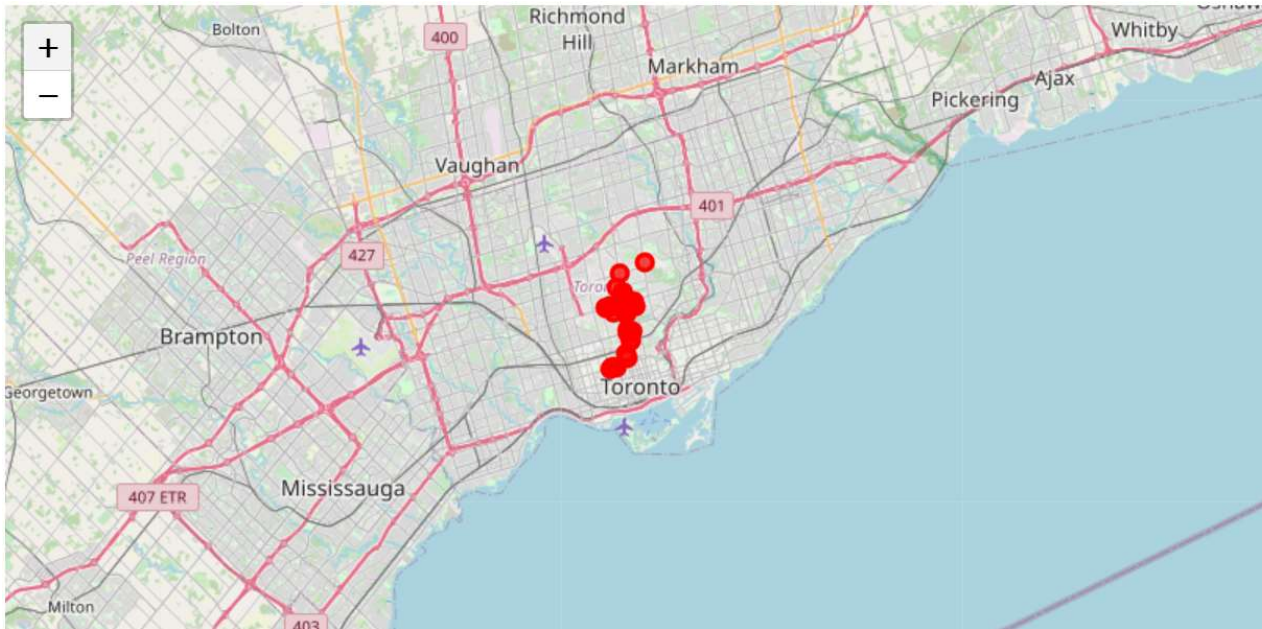 +
−
Bolton
400
Richmond
Hill
Markham
Whitby
Ajax
Pickering
Vaughan
401
427
Peel Region
Brampton
Toronto
Georgetown
Mississauga
407 ETR
Milton
403